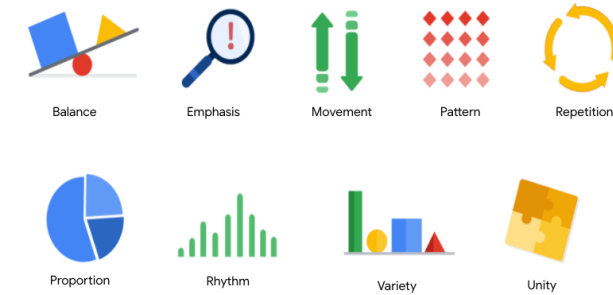 Balance
Emphasis
Movement
Pattern
Repetition
Proportion
Rhythm
Variety
Unity